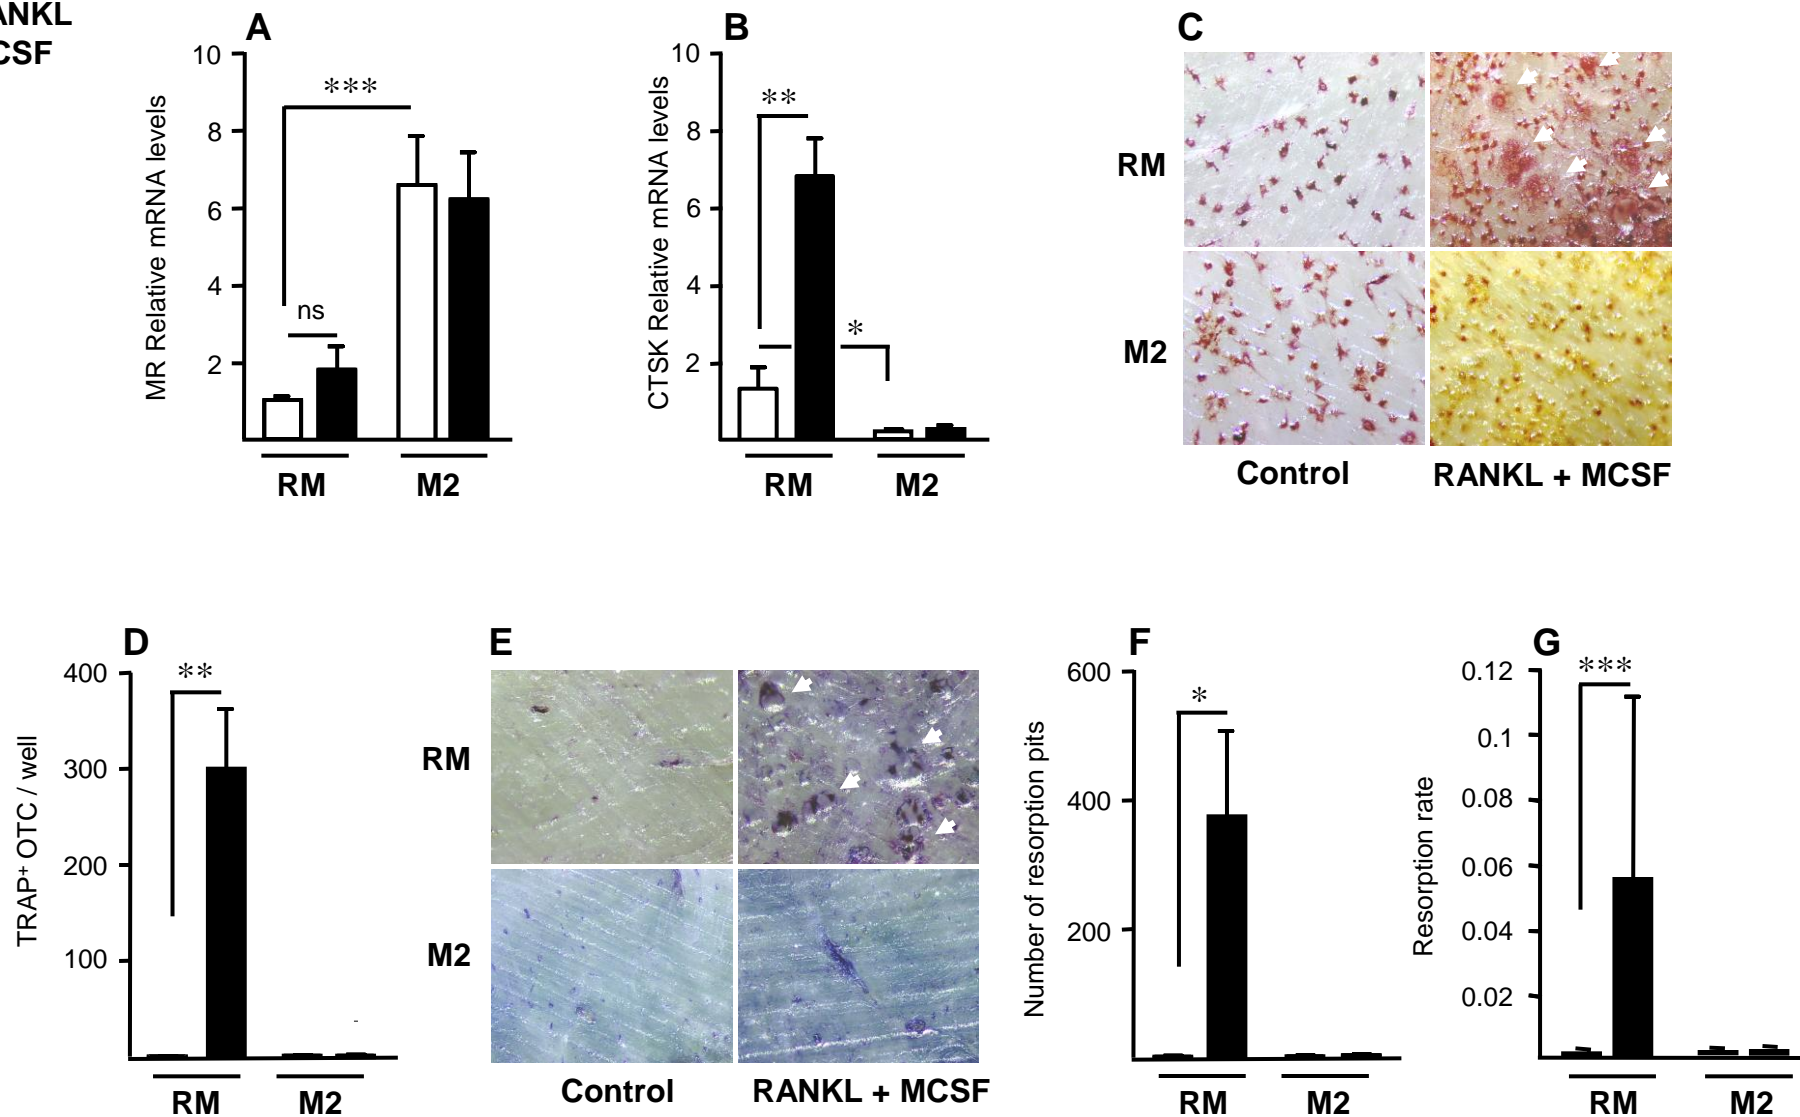 ANKL
CSF
A
MR Relative mRNA levels
10
8
6
4
2
***
ns
RM
M2
B
CTSK Relative mRNA levels
10
8
6
4
2
**
*
RM
M2
C
RM
M2
Control
RANKL + MCSF
D
TRAP⁺ OTC / well
400
300
200
100
**
RM
M2
E
RM
M2
Control
RANKL + MCSF
F
Number of resorption pits
600
400
200
*
RM
M2
G
Resorption rate
0.12
0.1
0.08
0.06
0.04
0.02
***
RM
M2